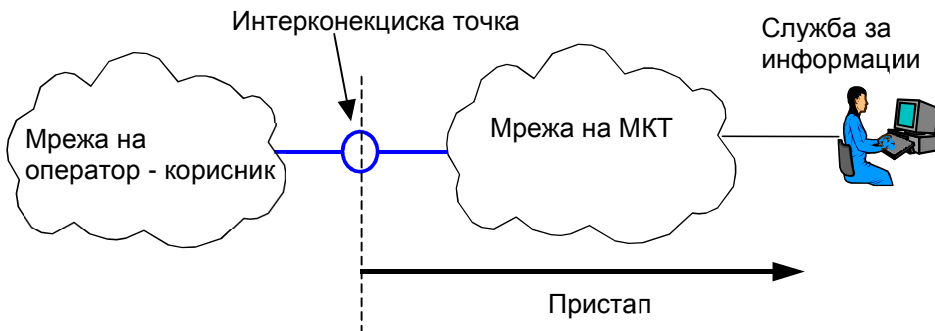 Интерконекциска точка
Служба за
информации
Мрежа на
оператор - корисник
Мрежа на МКТ
Пристап